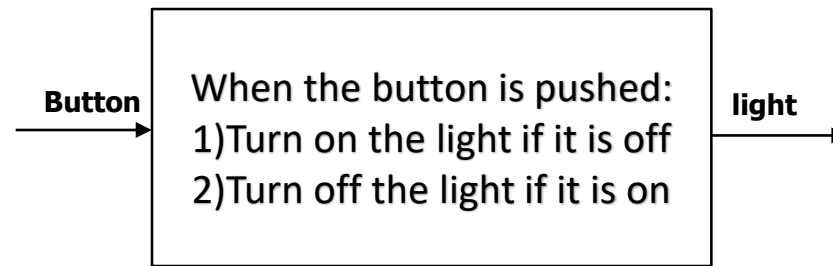 When the button is pushed:
Button
1)Turn on the light if it is off
light
2)Turn off the light if it is on